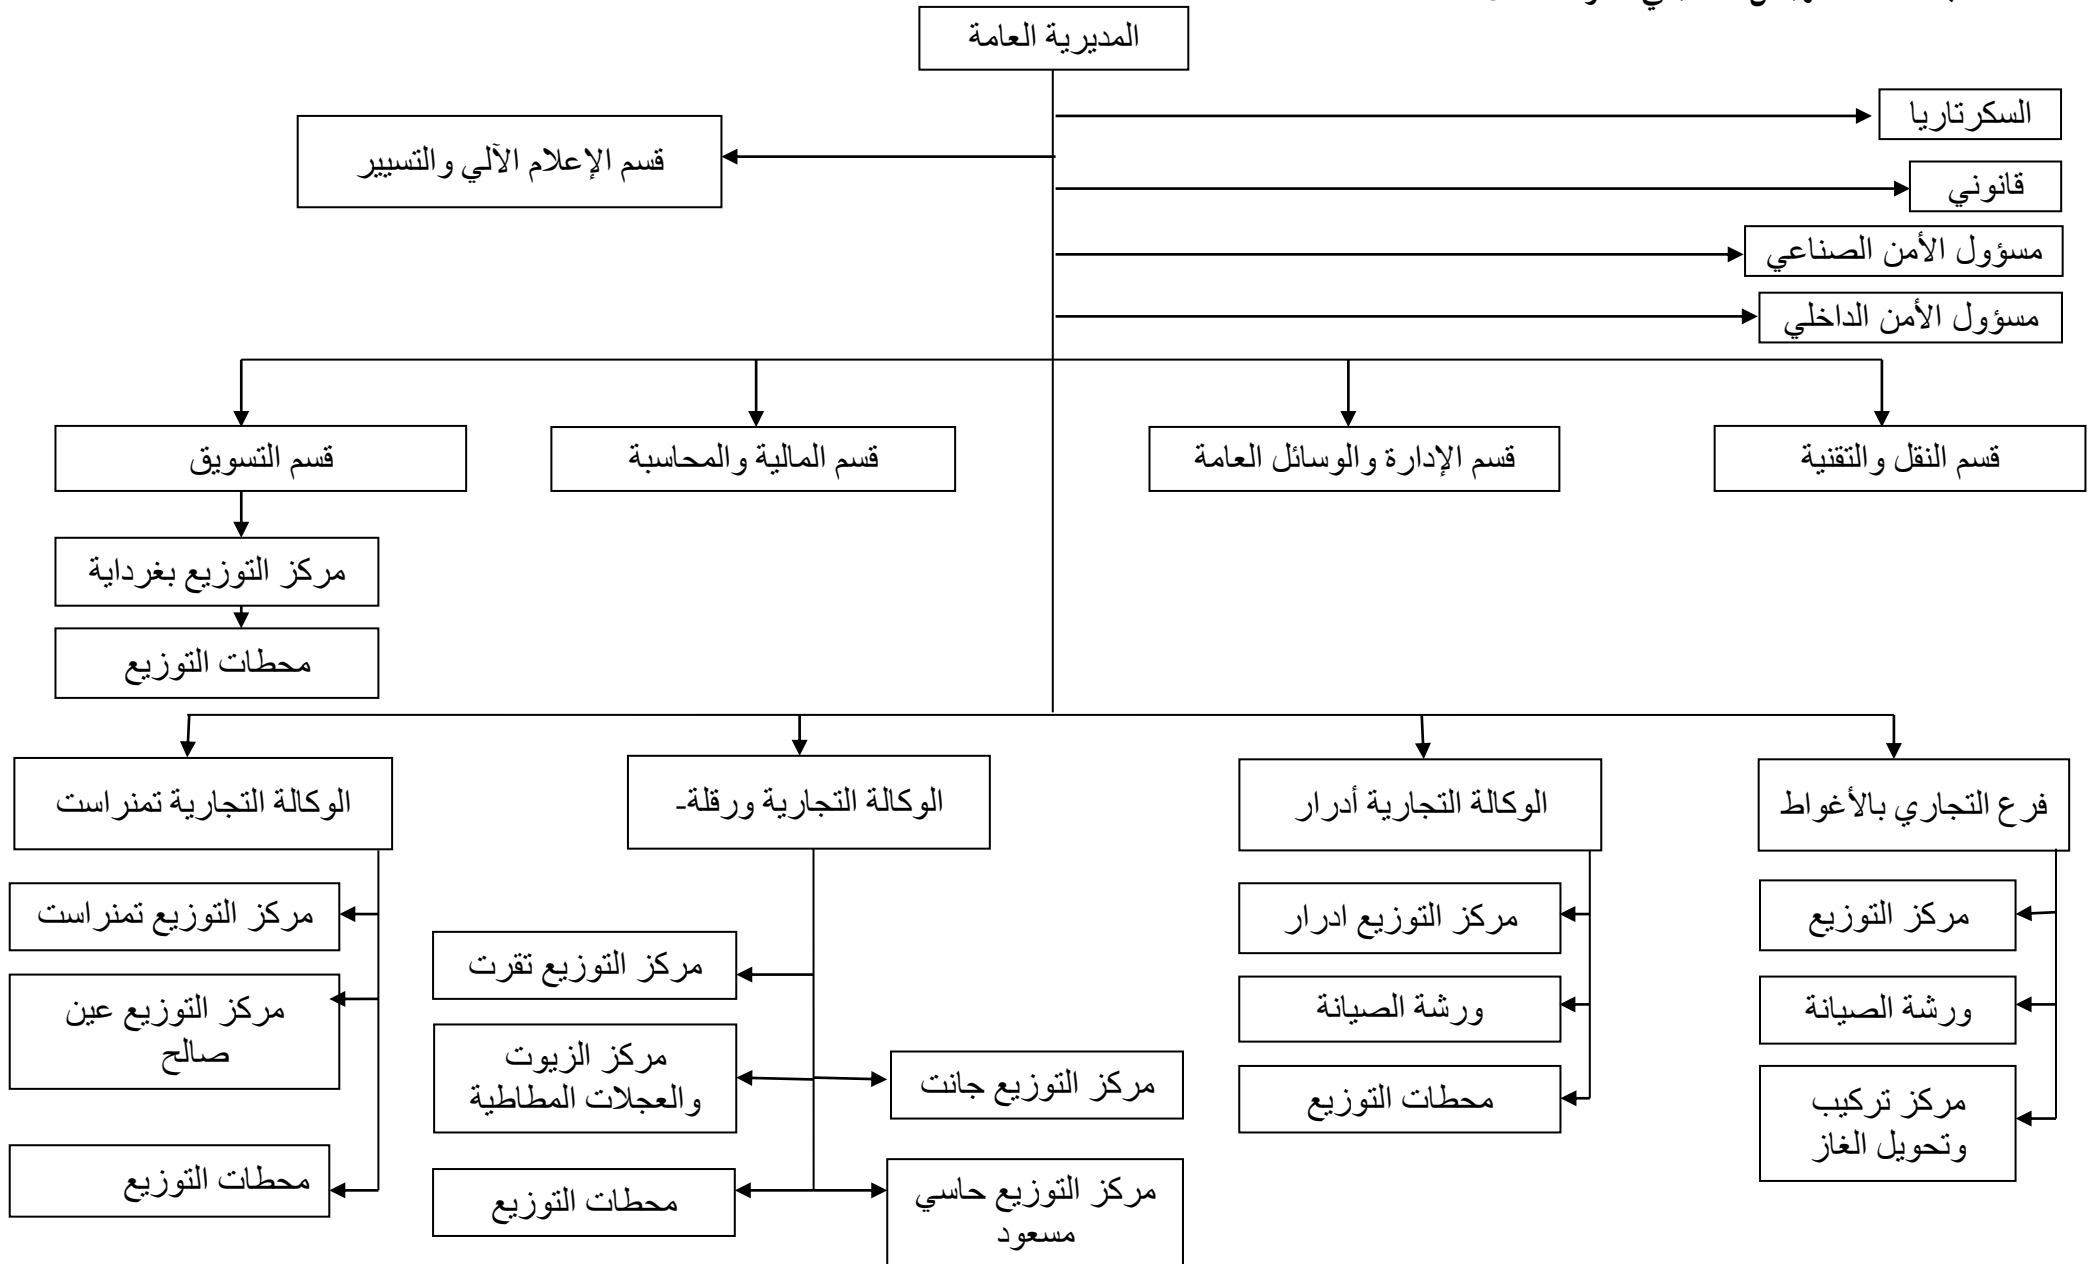 المديرية العامة
السكرتاريا
قسم الإعلام الآلي والتسيير
قانوني
مسؤول الأمن الصناعي
مسؤول الأمن الداخلي
قسم النقل والتقنية
قسم الإدارة والوسائل العامة
قسم المالية والمحاسبة
قسم التسويق
مركز التوزيع بغرداية
محطات التوزيع
فرع التجاري بالأغواط
الوكالة التجارية أدرار
الوكالة التجارية ورقلة-
الوكالة التجارية تمنراست
مركز التوزيع
ورشة الصيانة
مركز تركيب
وتحويل الغاز
مركز التوزيع ادرار
ورشة الصيانة
محطات التوزيع
مركز التوزيع جانت
مركز التوزيع حاسي
مسعود
مركز التوزيع تقرت
مركز الزيوت
والعجلات المطاطية
محطات التوزيع
مركز التوزيع تمنراست
مركز التوزيع عين
صالح
محطات التوزيع